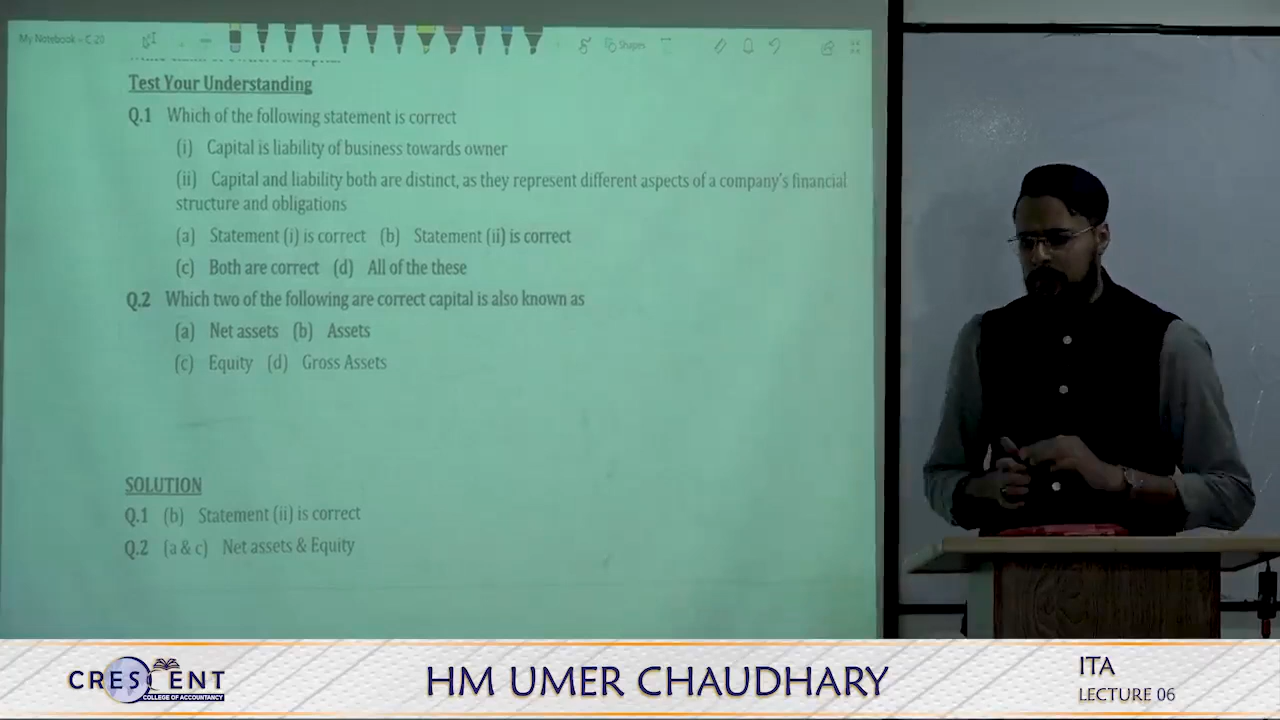 My Notebook - C-20
Shapes
Test Your Understanding
Q.1 Which of the following statement is correct
(i) Capital is liability of business towards owner
(ii) Capital and liability both are distinct, as they represent different aspects of a company's financial
structure and obligations
(a) Statement (i) is correct (b) Statement (ii) is correct
(c) Both are correct (d) All of the these
Q.2 Which two of the following are correct capital is also known as
(a) Net assets (b) Assets
(c) Equity (d) Gross Assets
SOLUTION
Q.1 (b) Statement (ii) is correct
Q.2 (a & c) Net assets & Equity
CRESCENT
COLLEGE OF ACCOUNTANCY
HM UMER CHAUDHARY
ITA
LECTURE 06